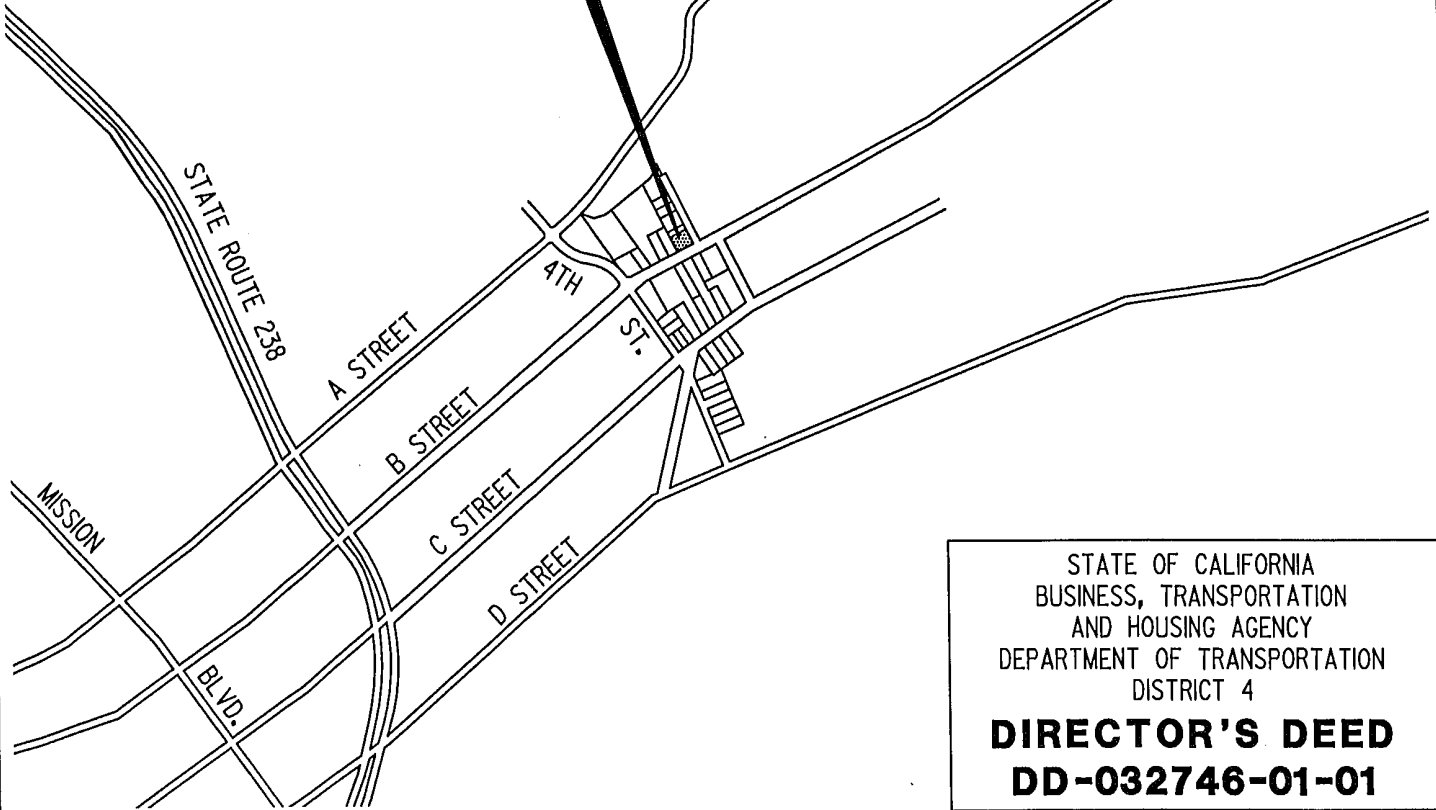 STATE ROUTE 238
A STREET
4TH
ST.
B STREET
C STREET
D STREET
MISSION
BLVD.
STATE OF CALIFORNIA
BUSINESS, TRANSPORTATION
AND HOUSING AGENCY
DEPARTMENT OF TRANSPORTATION
DISTRICT 4
DIRECTOR'S DEED
DD-032746-01-01